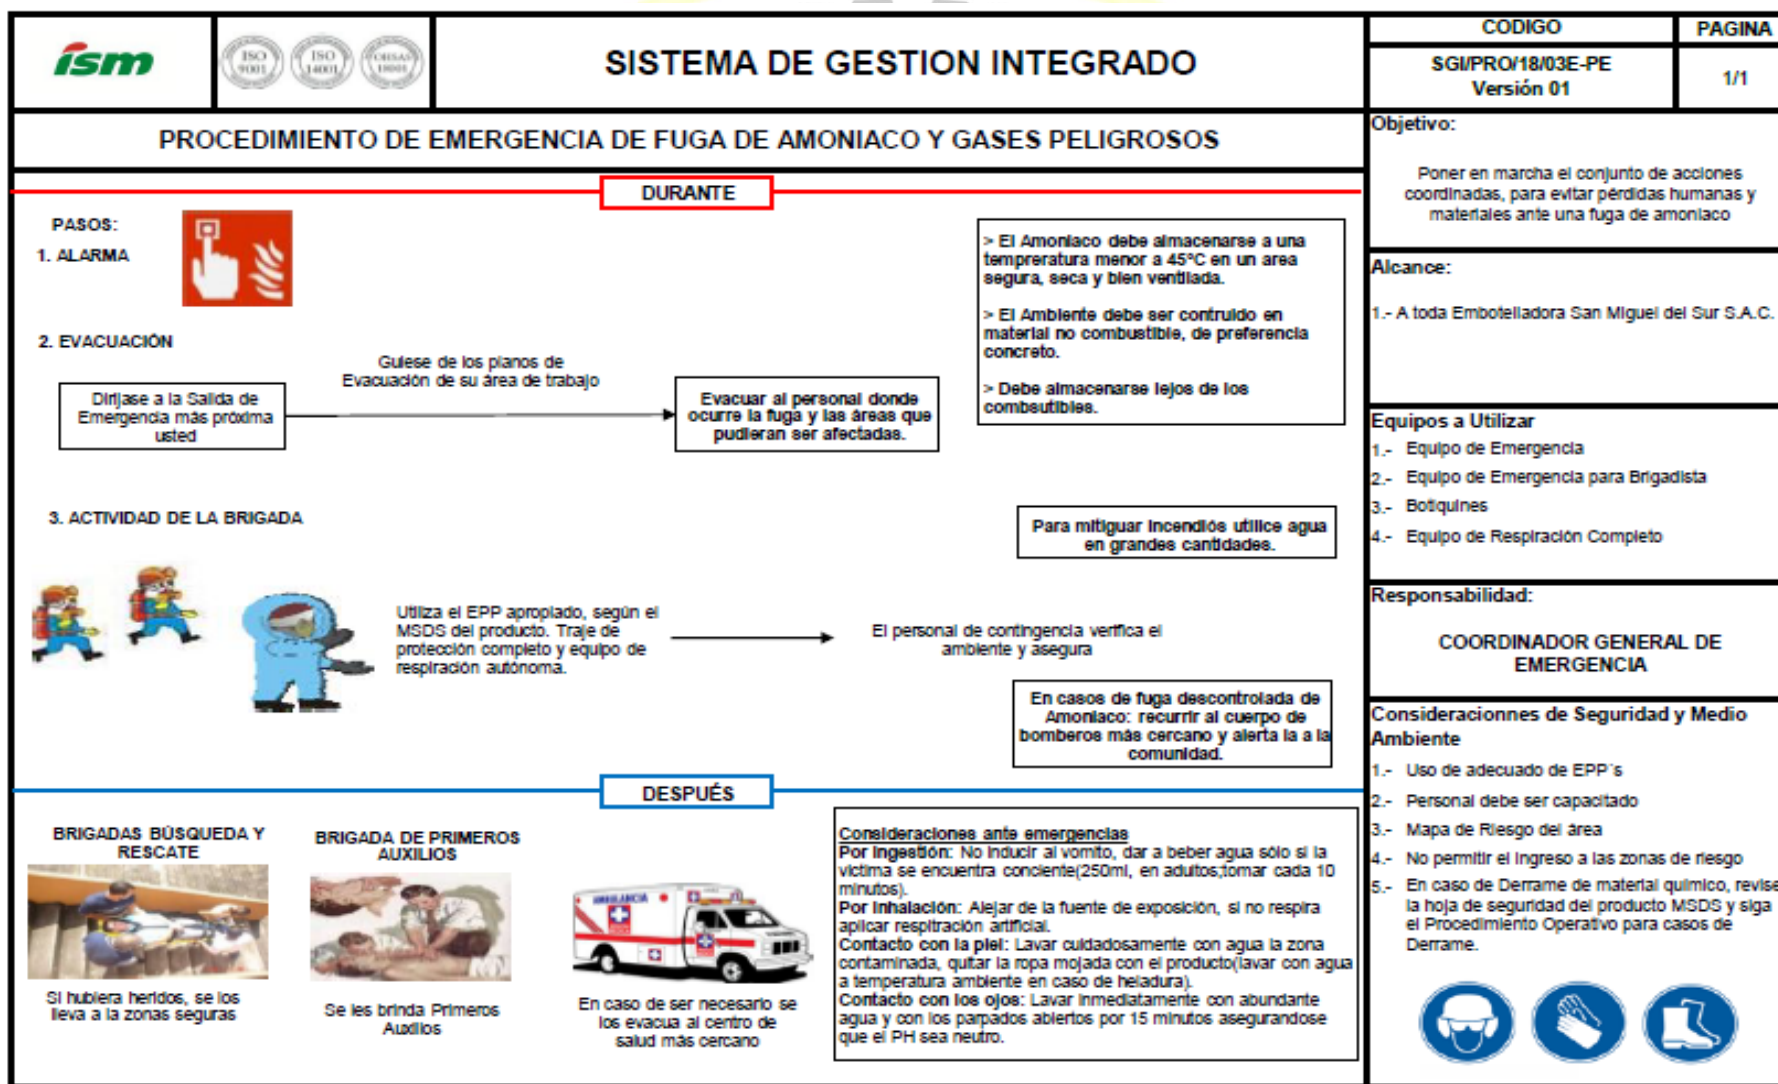 ism
ISO
9001
ISO
14001
OHSAS
18001
SISTEMA DE GESTION INTEGRADO
CODIGO
PAGINA
SGI/PRO/18/03E-PE
Versión 01
1/1
PROCEDIMIENTO DE EMERGENCIA DE FUGA DE AMONIACO Y GASES PELIGROSOS
DURANTE
PASOS:
1. ALARMA
> El Amoniaco debe almacenarse a una
tempreratura menor a 45°C en un area
segura, seca y bien ventilada.
> El Ambiente debe ser contruido en
material no combustible, de preferencia
concreto.
> Debe almacenarse lejos de los
combsutibles.
2. EVACUACIÓN
Guiese de los planos de
Evacuación de su área de trabajo
Dirijase a la Salida de
Emergencia más próxima
usted
Evacuar al personal donde
ocurre la fuga y las áreas que
pudieran ser afectadas.
3. ACTIVIDAD DE LA BRIGADA
Para mitiguar incendiós utilice agua
en grandes cantidades.
Utiliza el EPP apropiado, según el
MSDS del producto. Traje de
protección completo y equipo de
respiración autónoma.
El personal de contingencia verifica el
ambiente y asegura
En casos de fuga descontrolada de
Amoniaco: recurrir al cuerpo de
bomberos más cercano y alerta la a la
comunidad.
DESPUÉS
BRIGADAS BÚSQUEDA Y
RESCATE
Si hubiera heridos, se los
lleva a la zonas seguras
BRIGADA DE PRIMEROS
AUXILIOS
Se les brinda Primeros
Auxilios
AMBULANCIA
En caso de ser necesario se
los evacua al centro de
salud más cercano
Consideraciones ante emergencias
Por Ingestión: No inducir al vomito, dar a beber agua sólo si la
victima se encuentra conciente(250ml, en adultos,tomar cada 10
minutos).
Por Inhalación: Alejar de la fuente de exposición, si no respira
aplicar respitración artificial.
Contacto con la piel: Lavar cuidadosamente con agua la zona
contaminada, quitar la ropa mojada con el producto(lavar con agua
a temperatura ambiente en caso de heladura).
Contacto con los ojos: Lavar inmediatamente con abundante
agua y con los parpados abiertos por 15 minutos asegurandose
que el PH sea neutro.
Objetivo:
Poner en marcha el conjunto de acciones
coordinadas, para evitar pérdidas humanas y
materiales ante una fuga de amoniaco
Alcance:
1.- A toda Embotelladora San Miguel del Sur S.A.C.
Equipos a Utilizar
1.- Equipo de Emergencia
2.- Equipo de Emergencia para Brigadista
3.- Botiquines
4.- Equipo de Respiración Completo
Responsabilidad:
COORDINADOR GENERAL DE
EMERGENCIA
Consideracionnes de Seguridad y Medio
Ambiente
1.- Uso de adecuado de EPP´s
2.- Personal debe ser capacitado
3.- Mapa de Riesgo del área
4.- No permitir el ingreso a las zonas de riesgo
5.- En caso de Derrame de material químico, revise
la hoja de seguridad del producto MSDS y siga
el Procedimiento Operativo para casos de
Derrame.